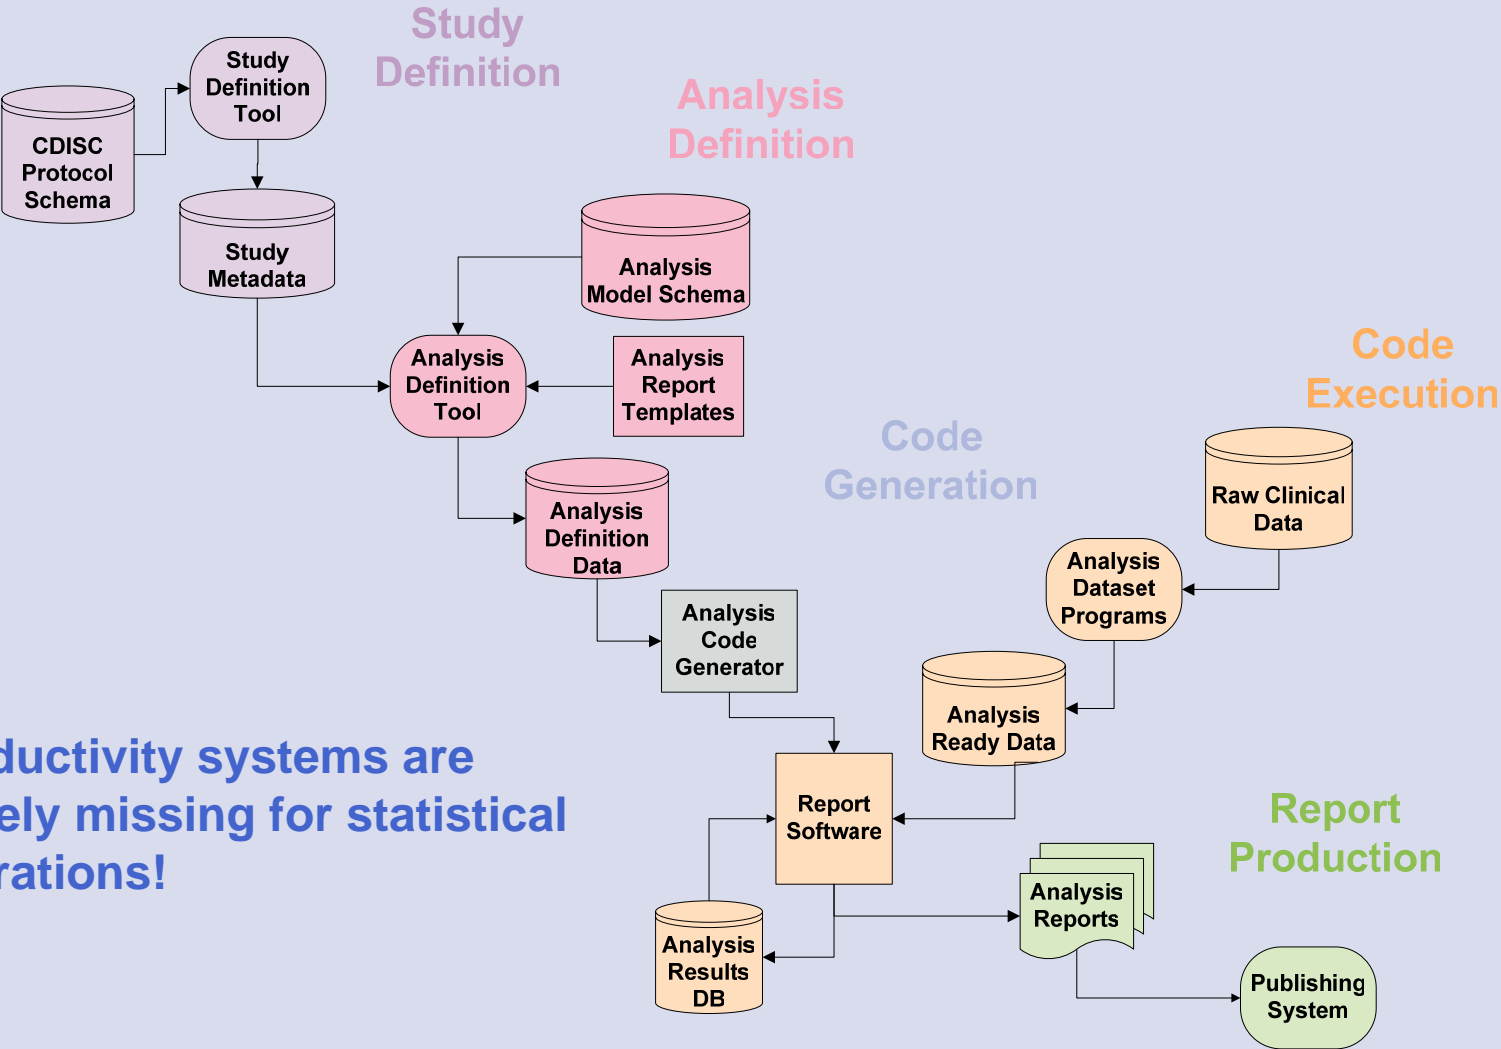 Study
Definition
Study
Definition
Tool
Analysis
Definition
CDISC
Protocol
Schema
Study
Metadata
Analysis
Model Schema
Analysis
Definition
Tool
Analysis
Report
Templates
Code
Execution
Code
Generation
Raw Clinical
Data
Analysis
Definition
Data
Analysis
Dataset
Programs
Analysis
Code
Generator
Analysis
Ready Data
ductivity systems are
ely missing for statistical
rations!
Report
Software
Report
Production
Analysis
Reports
Analysis
Results
DB
Publishing
System